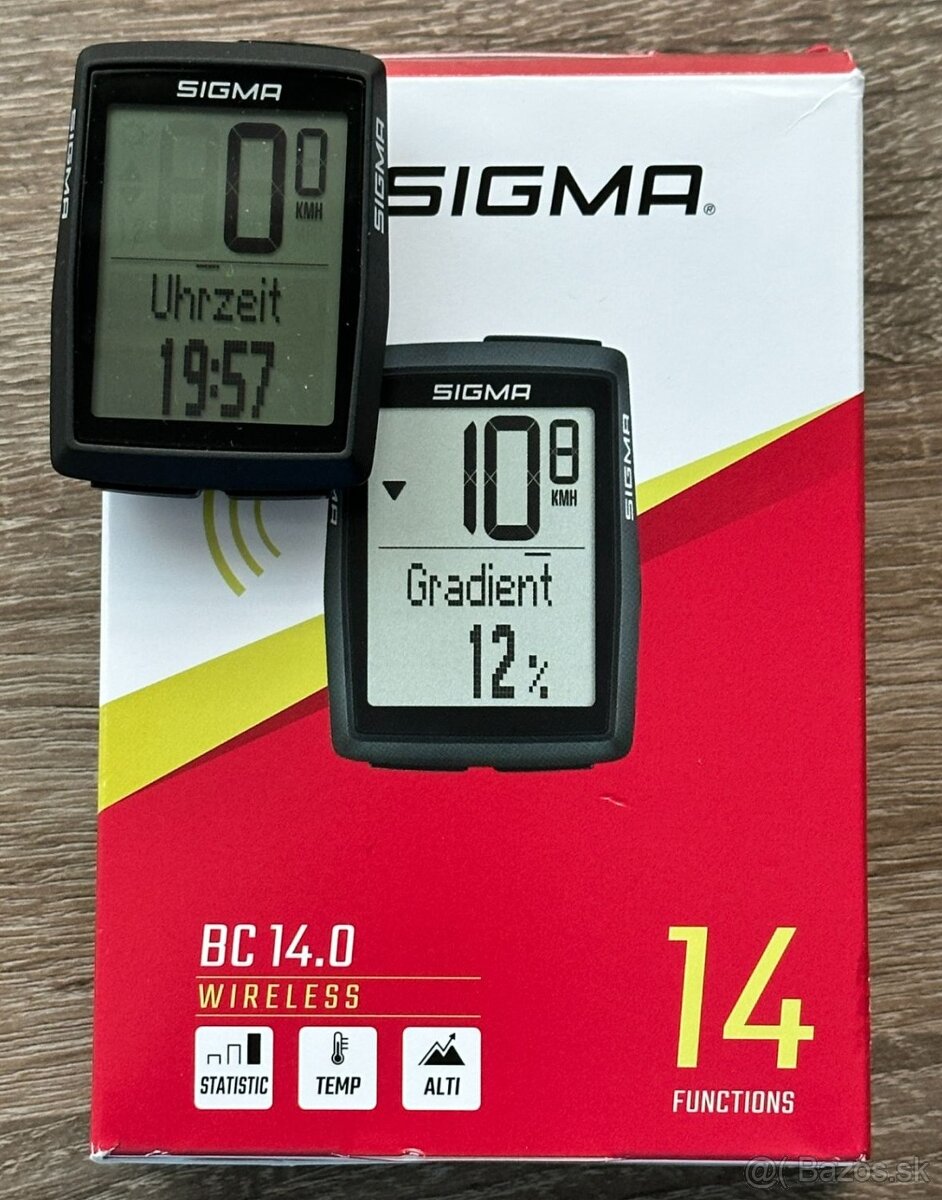 SIGMA
SIGMA
SIGMA
0 0
KMH
Uhrzeit
19:57
SIGMA®
SIGMA
SIGMA
10 8
KMH
Gradient
12%
BC 14.0
WIRELESS
STATISTIC
TEMP
ALTI
14
FUNCTIONS
@( Bazos.sk